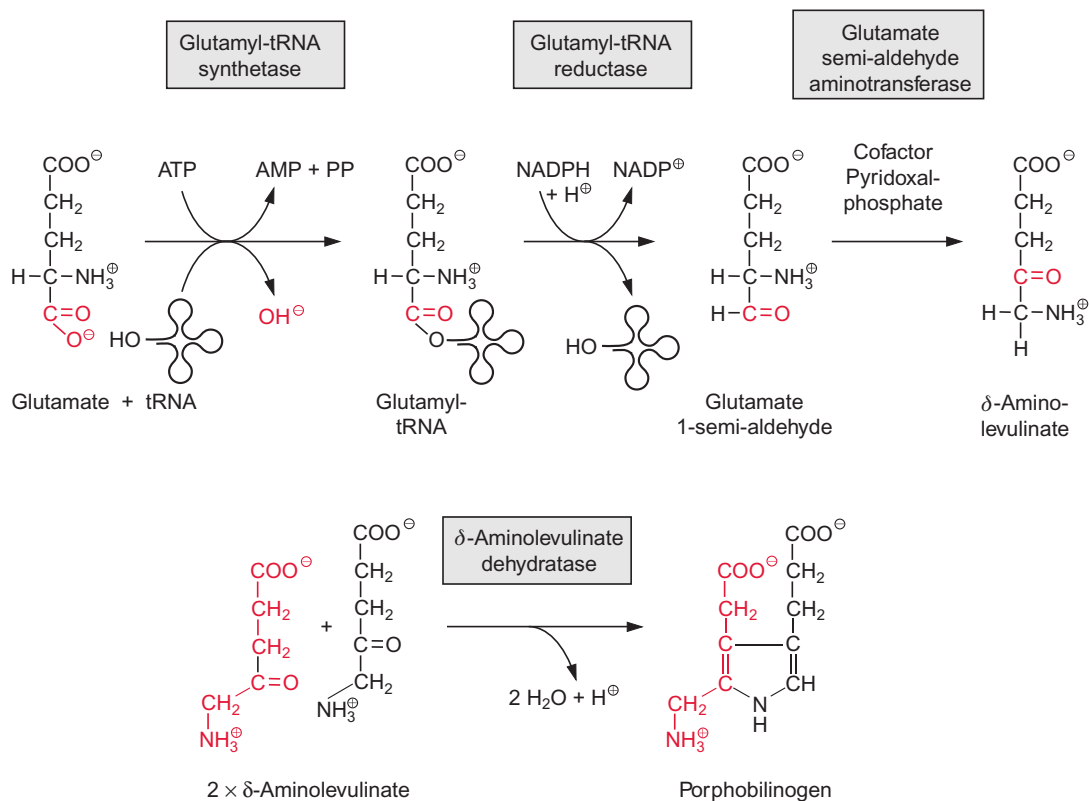 Glutamyl-tRNA
synthetase
Glutamyl-tRNA
reductase
Glutamate
semi-aldehyde
aminotransferase
COO⊖
CH2
CH2
H–C–NH3⊕
C=O
O⊖
HO
ATP
AMP + PP
OH⊖
COO⊖
CH2
CH2
H–C–NH3⊕
C=O
O
NADPH
+ H⊕
NADP⊕
HO
COO⊖
CH2
CH2
H–C–NH3⊕
H–C=O
Cofactor
Pyridoxal-
phosphate
COO⊖
CH2
CH2
C=O
H–C–NH3⊕
H
Glutamate + tRNA
Glutamyl-
tRNA
Glutamate
1-semi-aldehyde
δ-Amino-
levulinate
δ-Aminolevulinate
dehydratase
COO⊖
CH2
CH2
C=O
CH2
NH3⊕
+
COO⊖
CH2
CH2
C=O
CH2
NH3⊕
2 H2O + H⊕
COO⊖
CH2
C
C
CH2
NH3⊕
COO⊖
CH2
CH2
C
CH
N
H
2 × δ-Aminolevulinate
Porphobilinogen